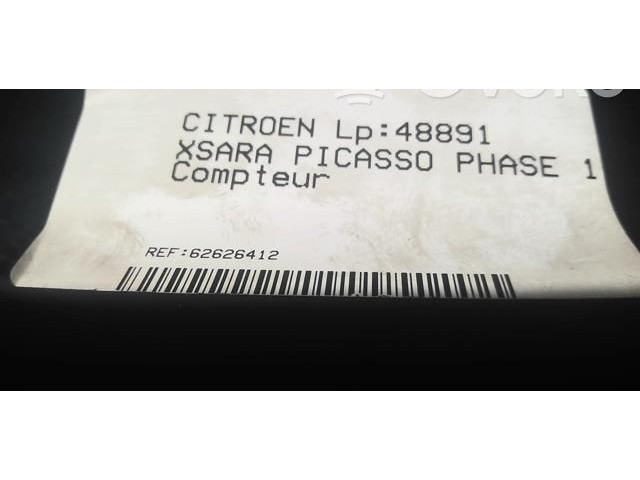 CITROEN Lp:48891
XSARA PICASSO PHASE 1
Compteur
REF:62626412